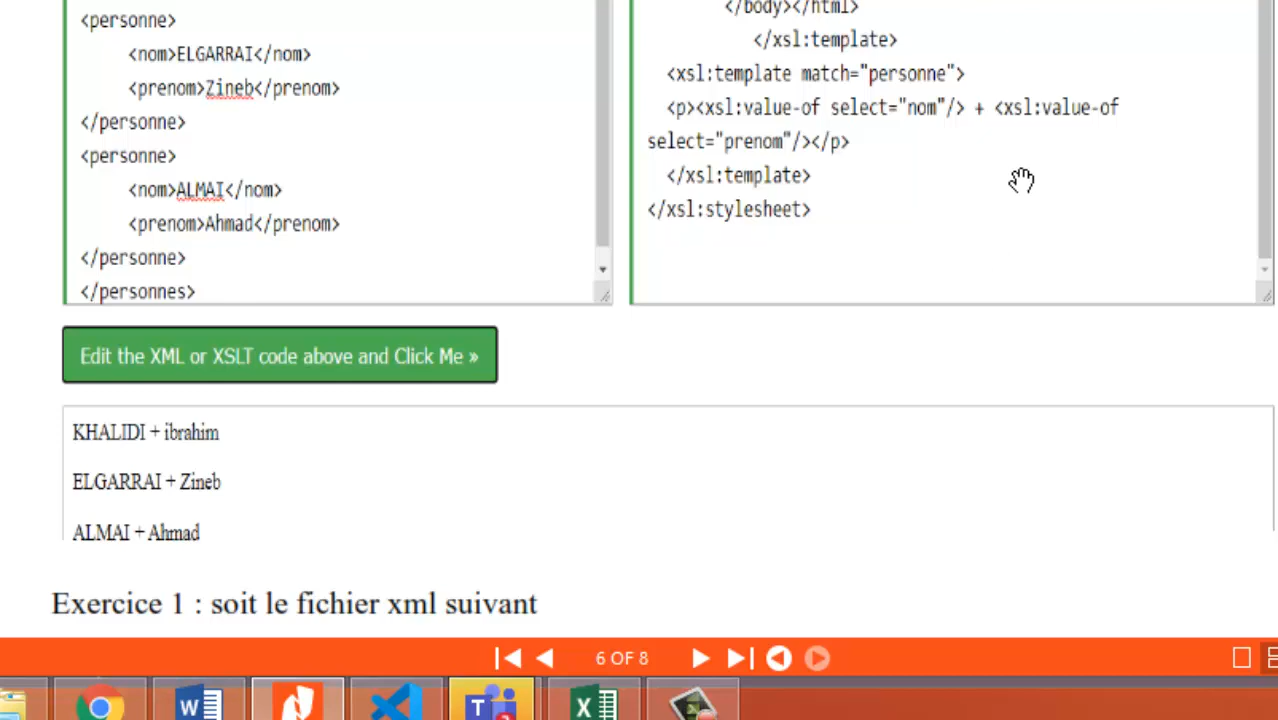 <personne>
<nom>ELGARRAI</nom>
<prenom>Zineb</prenom>
</personne>
<personne>
<nom>ALMAI</nom>
<prenom>Ahmad</prenom>
</personne>
</personnes>
</body></html>
</xsl:template>
<xsl:template match="personne">
<p><xsl:value-of select="nom"/> + <xsl:value-of
select="prenom"/></p>
</xsl:template>
</xsl:stylesheet>
Edit the XML or XSLT code above and Click Me »
KHALIDI + ibrahim
ELGARRAI + Zineb
ALMAI + Ahmad
Exercice 1 : soit le fichier xml suivant
6 OF 8